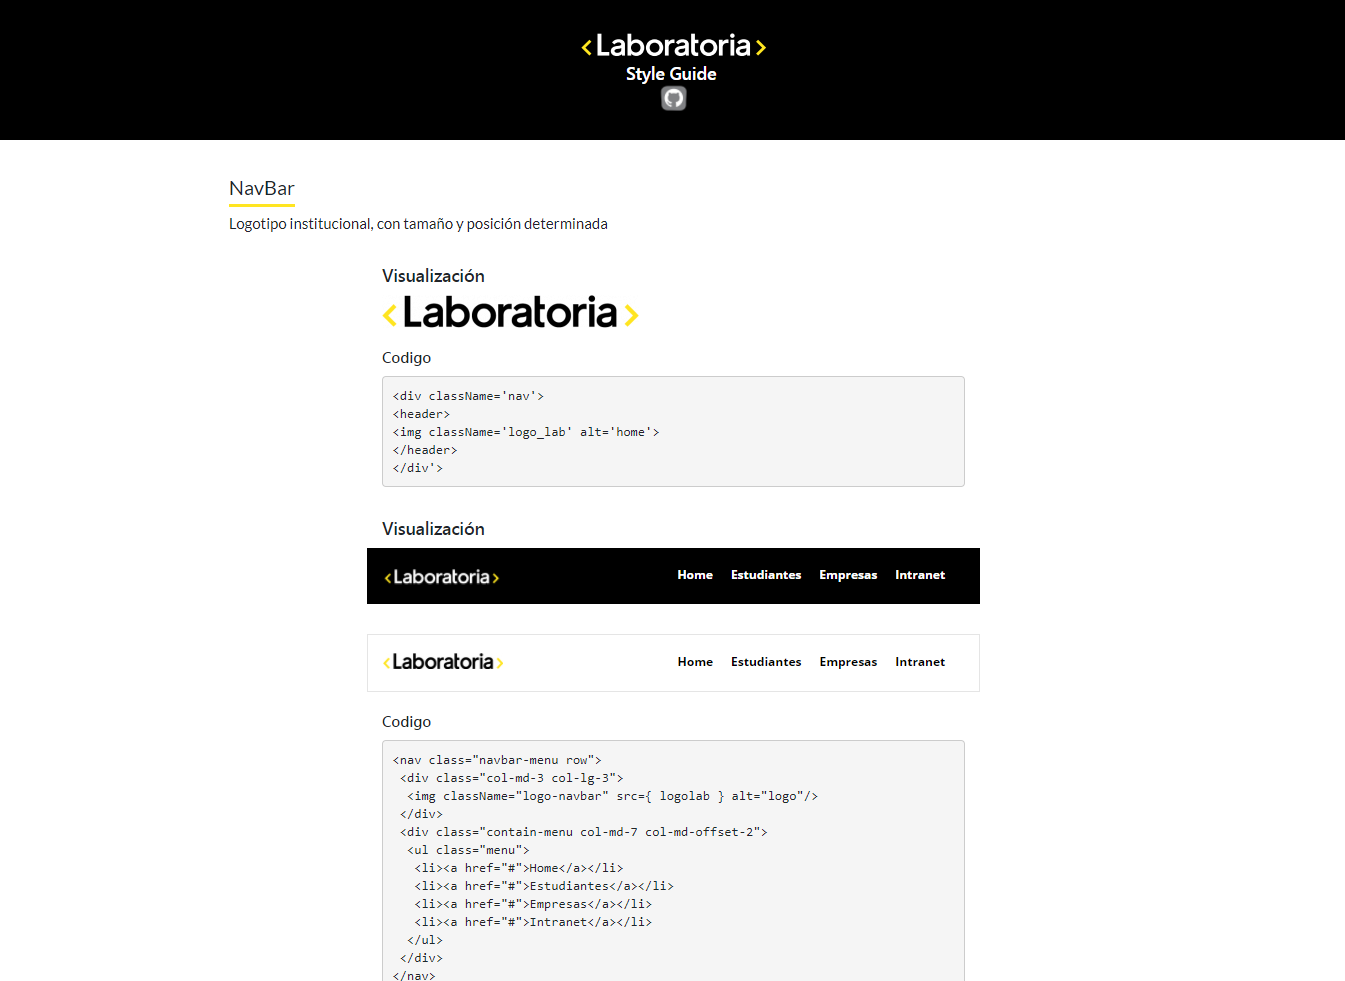 <Laboratoria>
Style Guide
NavBar
Logotipo institucional, con tamaño y posición determinada
Visualización
<Laboratoria>
Codigo
<div className='nav'>
<header>
<img className='logo_lab' alt='home'>
</header>
</div'>
Visualización
<Laboratoria> Home Estudiantes Empresas Intranet
<Laboratoria> Home Estudiantes Empresas Intranet
Codigo
<nav class="navbar-menu row">
<div class="col-md-3 col-lg-3">
<img className="logo-navbar" src={ logolab } alt="logo"/>
</div>
<div class="contain-menu col-md-7 col-md-offset-2">
<ul class="menu">
<li><a href="#">Home</a></li>
<li><a href="#">Estudiantes</a></li>
<li><a href="#">Empresas</a></li>
<li><a href="#">Intranet</a></li>
</ul>
</div>
</nav>